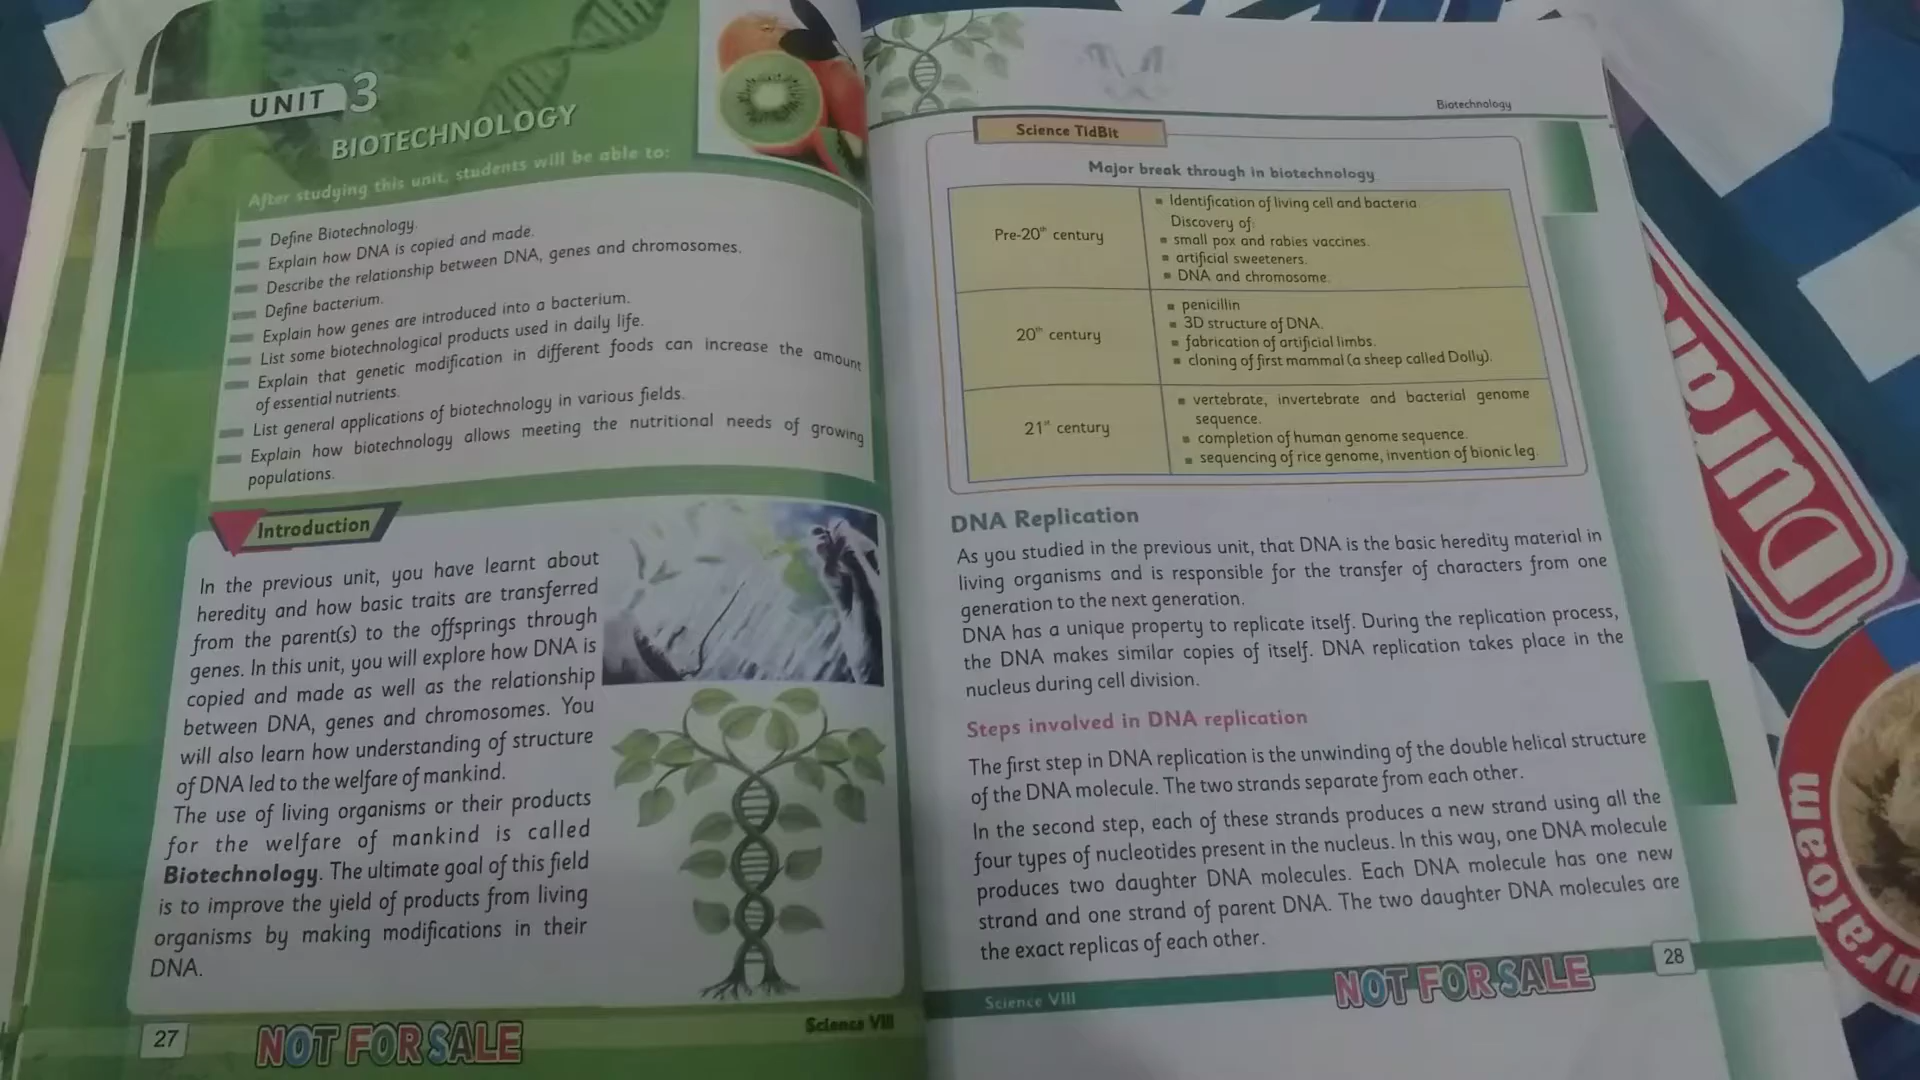 UNIT 3
BIOTECHNOLOGY
After studying this unit, students will be able to:
Define Biotechnology.
Explain how DNA is copied and made.
Describe the relationship between DNA, genes and chromosomes.
Define bacterium.
Explain how genes are introduced into a bacterium.
List some biotechnological products used in daily life.
Explain that genetic modification in different foods can increase the amount
of essential nutrients.
List general applications of biotechnology in various fields.
Explain how biotechnology allows meeting the nutritional needs of growing
populations.
Introduction
In the previous unit, you have learnt about
heredity and how basic traits are transferred
from the parent(s) to the offsprings through
genes. In this unit, you will explore how DNA is
copied and made as well as the relationship
between DNA, genes and chromosomes. You
will also learn how understanding of structure
of DNA led to the welfare of mankind.
The use of living organisms or their products
for the welfare of mankind is called
Biotechnology. The ultimate goal of this field
is to improve the yield of products from living
organisms by making modifications in their
DNA.
27
NOT FOR SALE
Science VIII
Biotechnology
Science TidBit
Major break through in biotechnology
Pre-20th century
Identification of living cell and bacteria
Discovery of:
small pox and rabies vaccines.
artificial sweeteners.
DNA and chromosome.
20th century
penicillin
3D structure of DNA.
fabrication of artificial limbs.
cloning of first mammal (a sheep called Dolly).
21st century
vertebrate, invertebrate and bacterial genome
sequence.
completion of human genome sequence.
sequencing of rice genome, invention of bionic leg.
DNA Replication
As you studied in the previous unit, that DNA is the basic heredity material in
living organisms and is responsible for the transfer of characters from one
generation to the next generation.
DNA has a unique property to replicate itself. During the replication process,
the DNA makes similar copies of itself. DNA replication takes place in the
nucleus during cell division.
Steps involved in DNA replication
The first step in DNA replication is the unwinding of the double helical structure
of the DNA molecule. The two strands separate from each other.
In the second step, each of these strands produces a new strand using all the
four types of nucleotides present in the nucleus. In this way, one DNA molecule
produces two daughter DNA molecules. Each DNA molecule has one new
strand and one strand of parent DNA. The two daughter DNA molecules are
the exact replicas of each other.
Science VIII
NOT FOR SALE
28